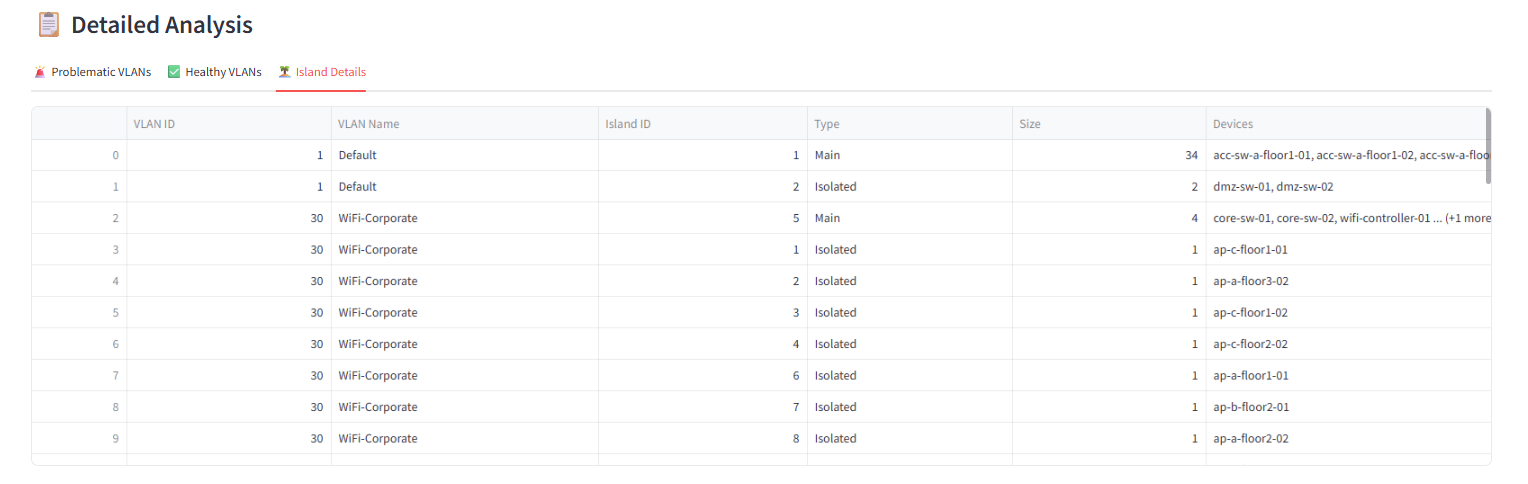 Detailed Analysis
Problematic VLANs Healthy VLANs Island Details
VLAN ID VLAN Name Island ID Type Size Devices
0 1 Default 1 Main 34 acc-sw-a-floor1-01, acc-sw-a-floor1-02, acc-sw-a-floo
1 1 Default 2 Isolated 2 dmz-sw-01, dmz-sw-02
2 30 WiFi-Corporate 5 Main 4 core-sw-01, core-sw-02, wifi-controller-01 ... (+1 more
3 30 WiFi-Corporate 1 Isolated 1 ap-c-floor1-01
4 30 WiFi-Corporate 2 Isolated 1 ap-a-floor3-02
5 30 WiFi-Corporate 3 Isolated 1 ap-c-floor1-02
6 30 WiFi-Corporate 4 Isolated 1 ap-c-floor2-02
7 30 WiFi-Corporate 6 Isolated 1 ap-a-floor1-01
8 30 WiFi-Corporate 7 Isolated 1 ap-b-floor2-01
9 30 WiFi-Corporate 8 Isolated 1 ap-a-floor2-02